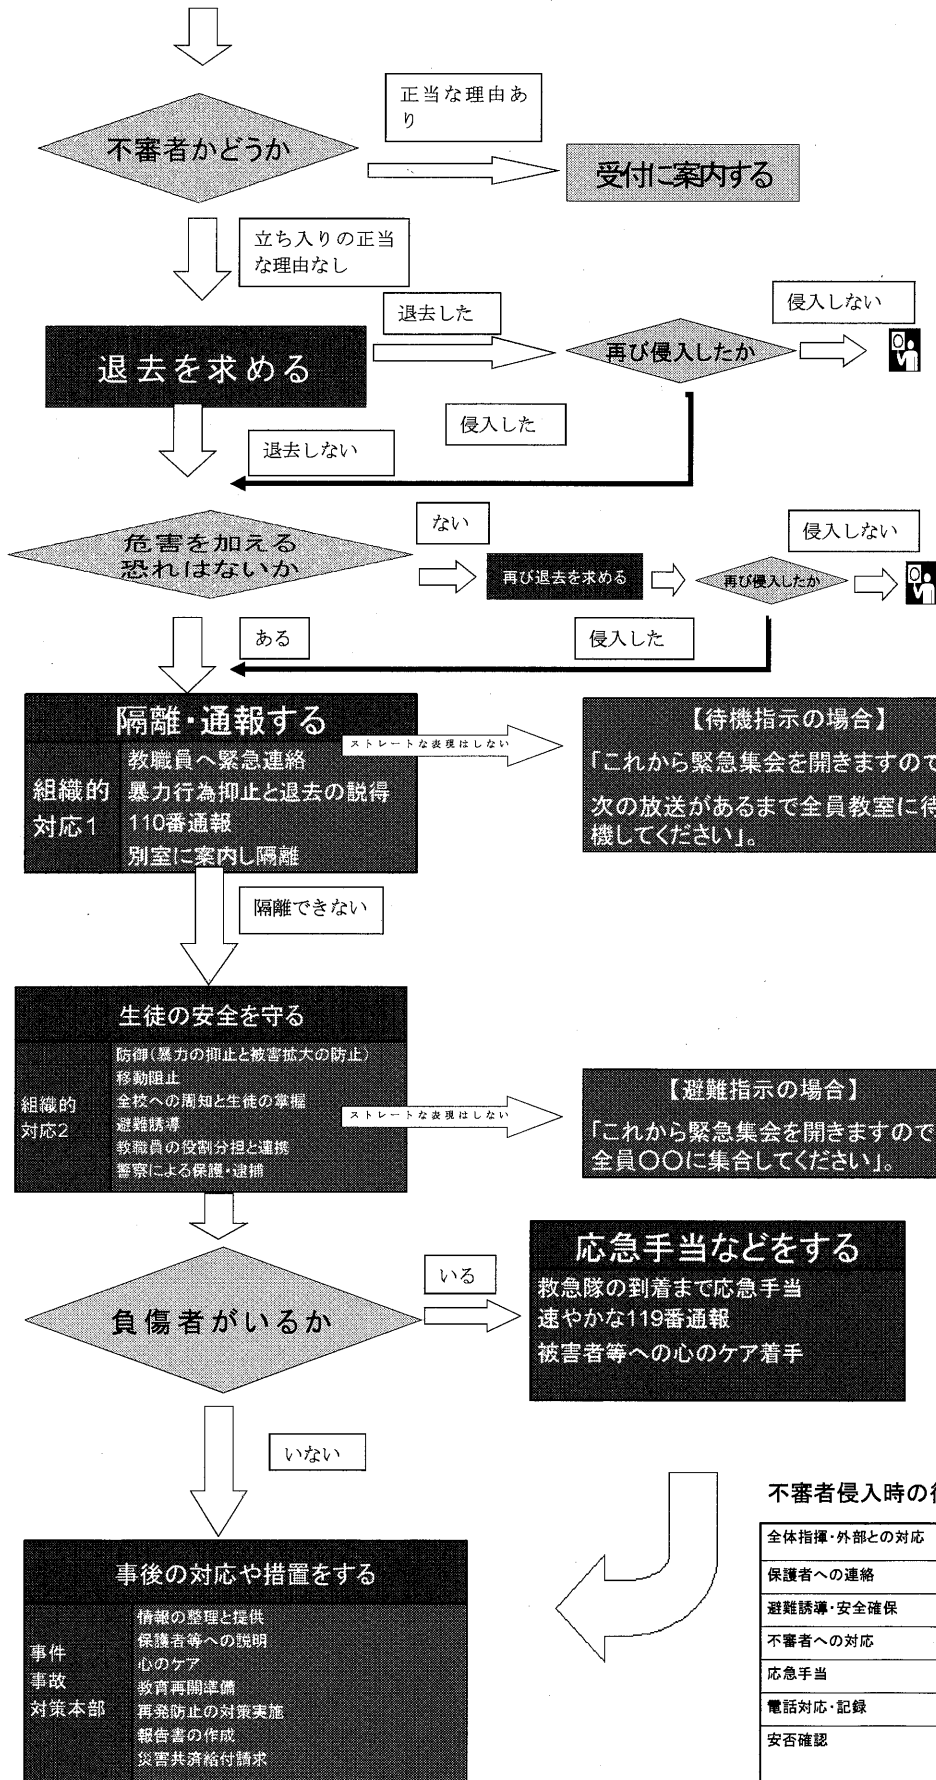 正当な理由あ
り
不審者かどうか
受付に案内する
立ち入りの正当
な理由なし
退去した
侵入しない
退去を求める
再び侵入したか
侵入した
退去しない
ない
侵入しない
危害を加える
恐れはないか
再び退去を求める
再び侵入したか
ある
侵入した
隔離・通報する
組織的
対応1
教職員へ緊急連絡
暴力行為抑止と退去の説得
110番通報
別室に案内し隔離
ストレートな表現はしない
【待機指示の場合】
「これから緊急集会を開きますので
次の放送があるまで全員教室に待
機してください」。
隔離できない
生徒の安全を守る
組織的
対応2
防御(暴力の抑止と被害拡大の防止)
移動阻止
全校への周知と生徒の掌握
避難誘導
教職員の役割分担と連携
警察による保護・逮捕
ストレートな表現はしない
【避難指示の場合】
「これから緊急集会を開きますので
全員〇〇に集合してください」。
負傷者がいるか
いる
応急手当などをする
救急隊の到着まで応急手当
速やかな119番通報
被害者等への心のケア着手
いない
事後の対応や措置をする
事件
事故
対策本部
情報の整理と提供
保護者等への説明
心のケア
教育再開準備
再発防止の対策実施
報告書の作成
災害共済給付請求
不審者侵入時の
全体指揮・外部との対応
保護者への連絡
避難誘導・安全確保
不審者への対応
応急手当
電話対応・記録
安否確認